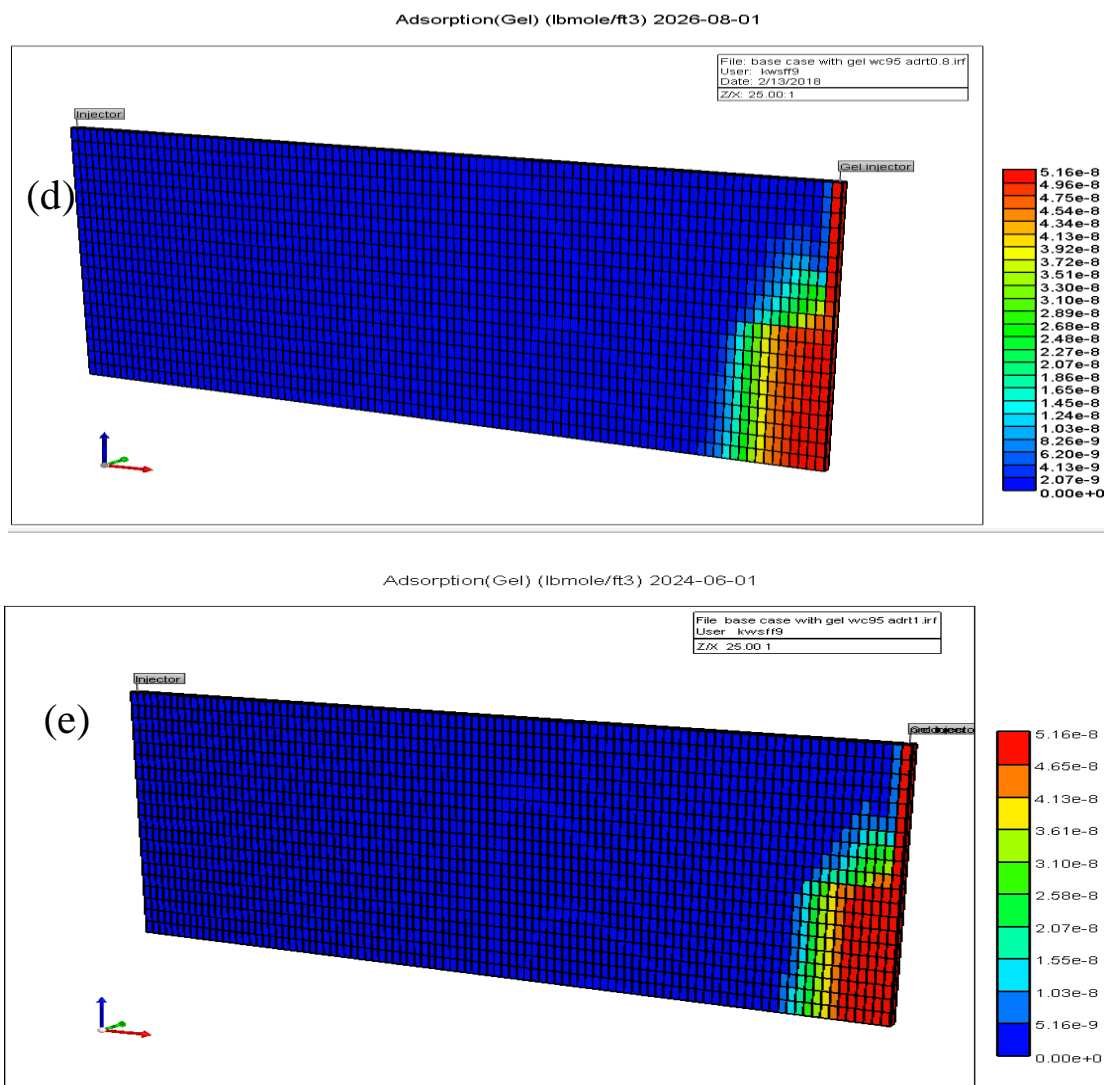 Adsorption(Gel) (lbmole/ft3) 2026-08-01
File: base case with gel wc95 adrt0.8.irf
User: kwsff9
Date: 2/13/2018
Z/X: 25.00:1
Injector
Gel injector
(d)
5.16e-8
4.96e-8
4.75e-8
4.54e-8
4.34e-8
4.13e-8
3.92e-8
3.72e-8
3.51e-8
3.30e-8
3.10e-8
2.89e-8
2.68e-8
2.48e-8
2.27e-8
2.07e-8
1.86e-8
1.65e-8
1.45e-8
1.24e-8
1.03e-8
8.26e-9
6.20e-9
4.13e-9
2.07e-9
0.00e+0
Adsorption(Gel) (lbmole/ft3) 2024-06-01
File base case with gel wc95 adrt1.irf
User kwsff9
Z/X 25.00 1
Injector
(e)
5.16e-8
4.65e-8
4.13e-8
3.61e-8
3.10e-8
2.58e-8
2.07e-8
1.55e-8
1.03e-8
5.16e-9
0.00e+0